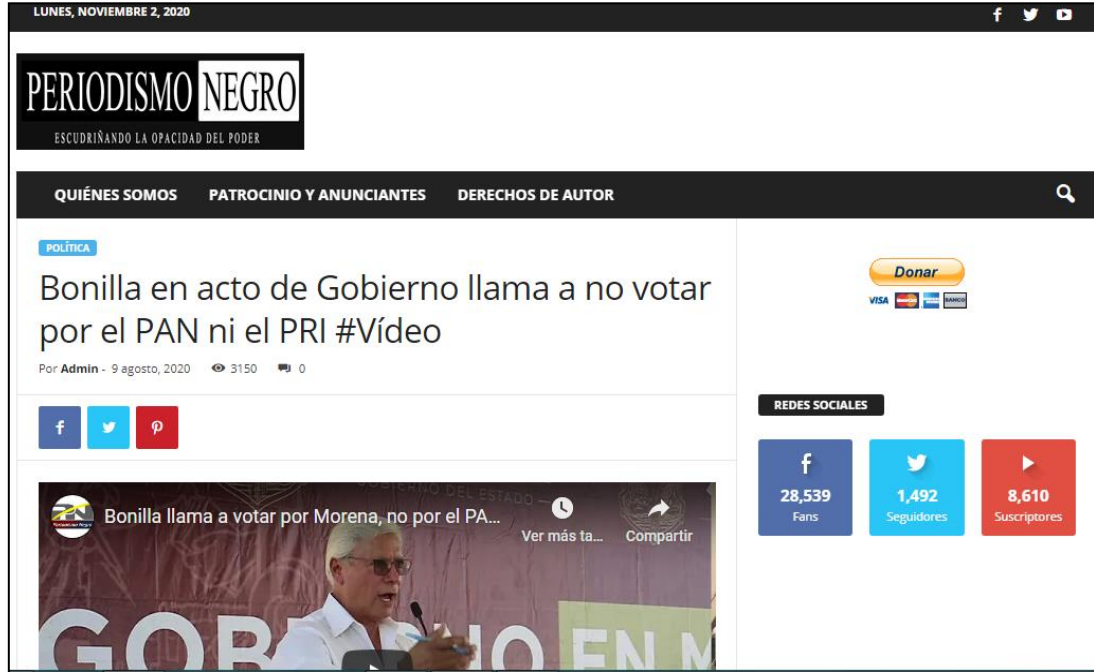 LUNES, NOVIEMBRE 2, 2020
PERIODISMO NEGRO
ESCUDRIÑANDO LA OPACIDAD DEL PODER
QUIÉNES SOMOS PATROCINIO Y ANUNCIANTES DERECHOS DE AUTOR
POLÍTICA
Bonilla en acto de Gobierno llama a no votar
por el PAN ni el PRI #Vídeo
Por Admin - 9 agosto, 2020 3150 0
GOBIERNO DEL ESTADO
Bonilla llama a votar por Morena, no por el PA...
Ver más ta... Compartir
GOB NO EN M
Donar
VISA BANCO
REDES SOCIALES
28,539 1,492 8,610
Fans Seguidores Suscriptores